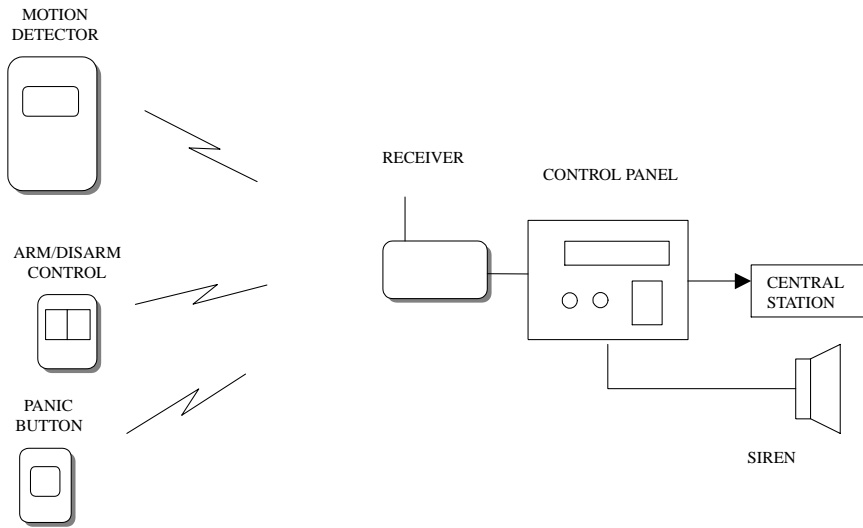 MOTION
DETECTOR
RECEIVER
CONTROL PANEL
ARM/DISARM
CONTROL
CENTRAL
STATION
PANIC
BUTTON
SIREN